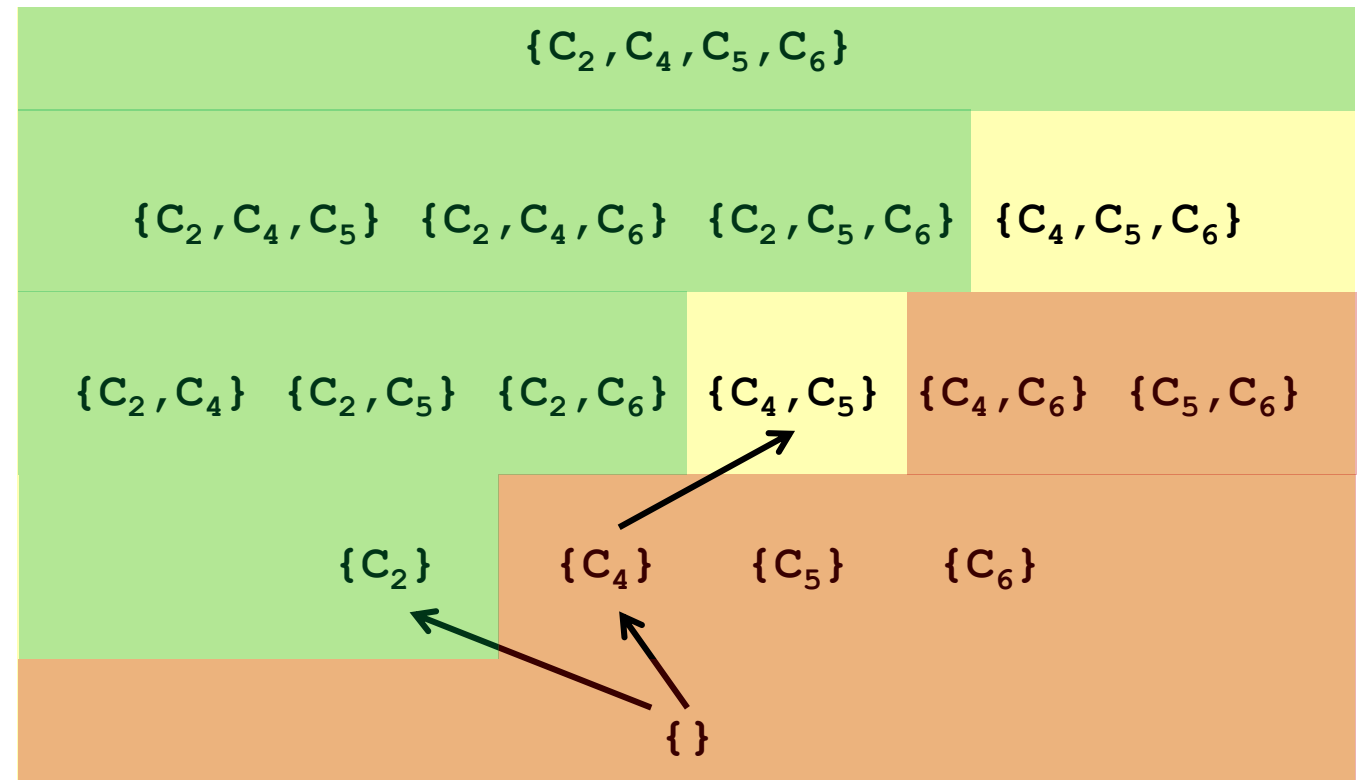 {C₂,C₄,C₅,C₆}
{C₂,C₄,C₅} {C₂,C₄,C₆} {C₂,C₅,C₆} {C₄,C₅,C₆}
{C₂,C₄} {C₂,C₅} {C₂,C₆} {C₄,C₅} {C₄,C₆} {C₅,C₆}
{C₂} {C₄} {C₅} {C₆}
{}